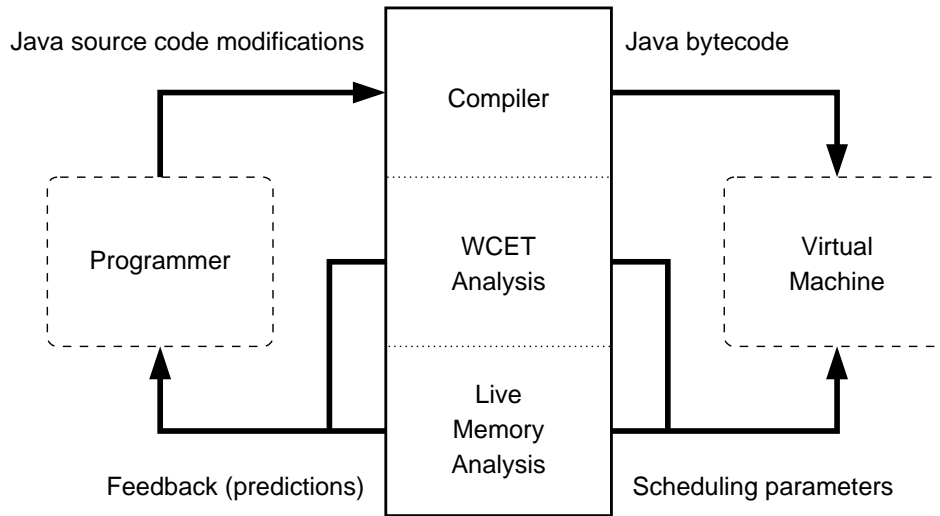 Java source code modifications
Java bytecode
Compiler
Programmer
WCET
Analysis
Virtual
Machine
Live
Memory
Analysis
Feedback (predictions)
Scheduling parameters